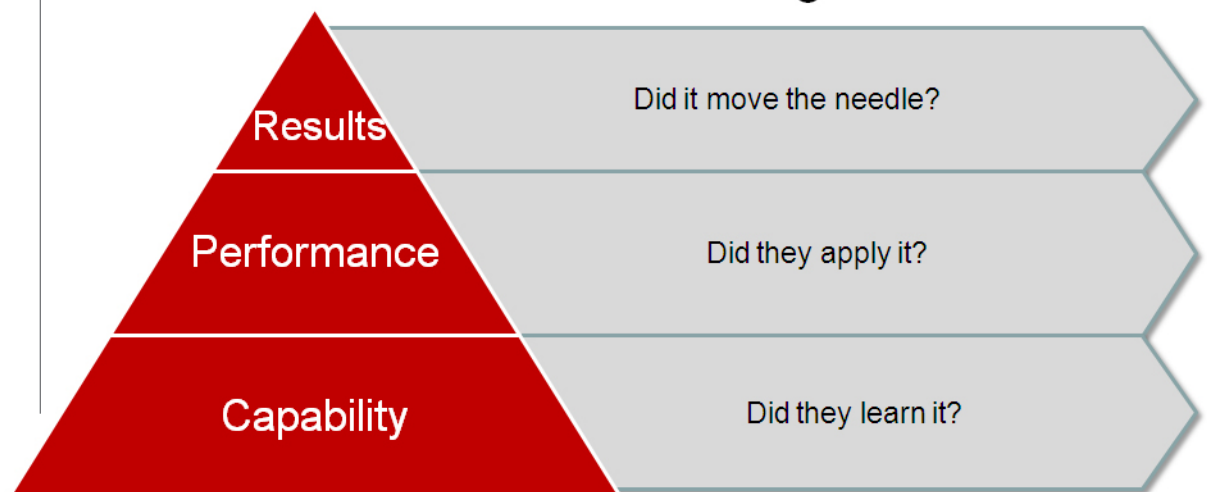 Results
Did it move the needle?
Performance
Did they apply it?
Capability
Did they learn it?